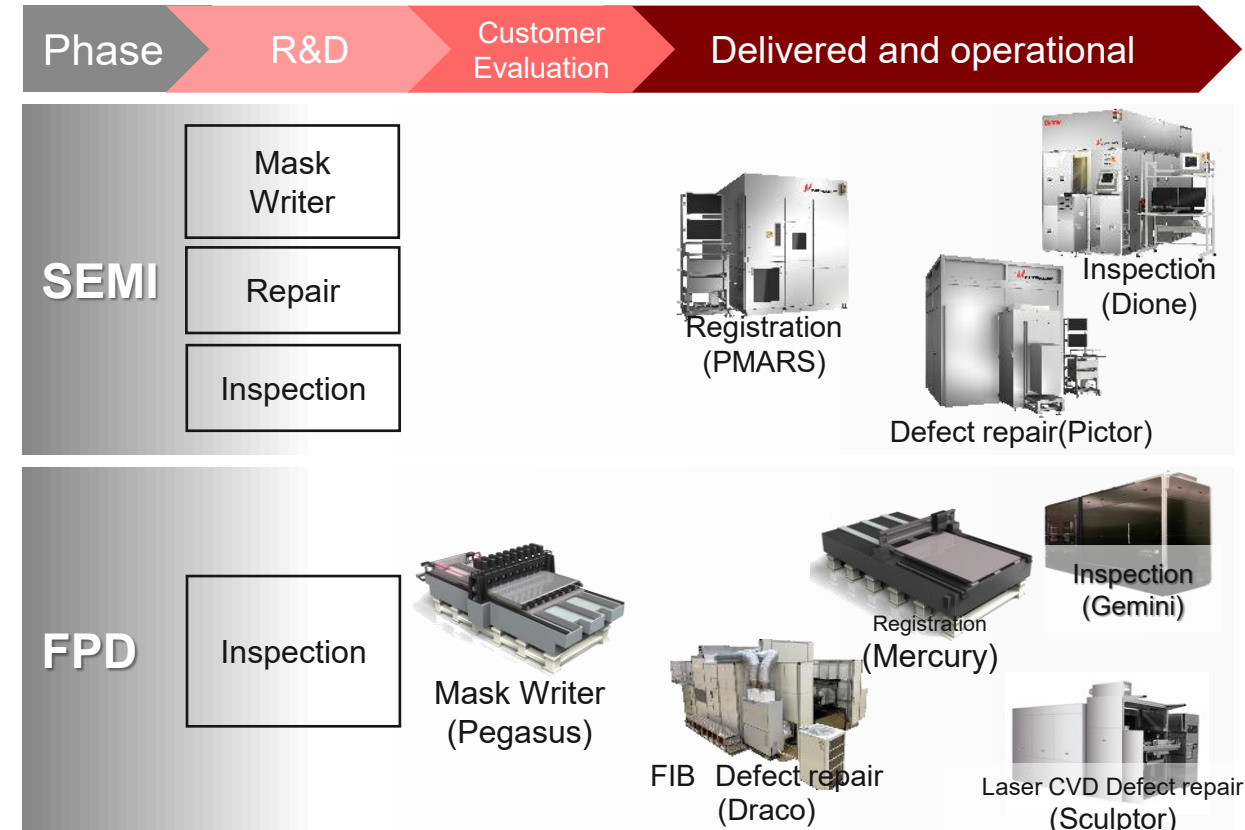 Phase
R&D
Customer
Evaluation
Delivered and operational
SEMI
Mask
Writer
Repair
Inspection
Registration
(PMARS)
Inspection
(Dione)
Defect repair(Pictor)
FPD
Inspection
Mask Writer
(Pegasus)
Registration
(Mercury)
Inspection
(Gemini)
FIB Defect repair
(Draco)
Laser CVD Defect repair
(Sculptor)